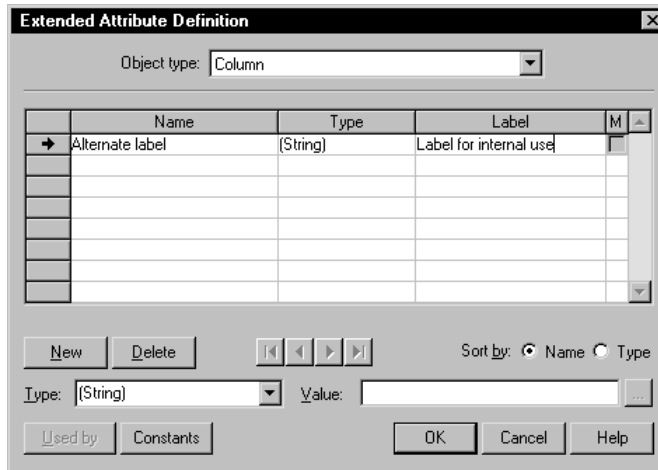 Extended Attribute Definition
Object type: Column
Name Type Label M
Alternate label (String) Label for internal use
New Delete Sort by: Name Type
Type: (String) Value: ...
Used by Constants OK Cancel Help